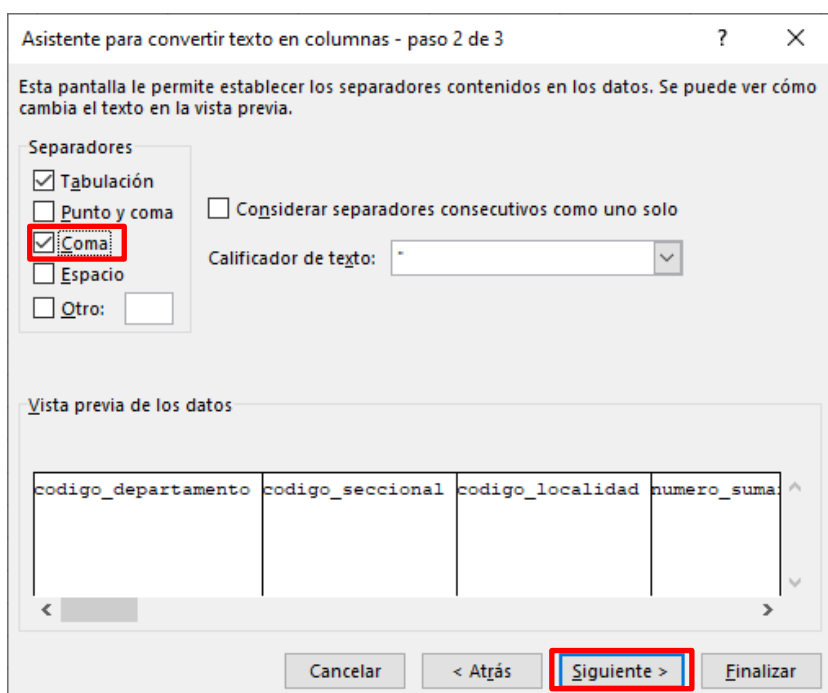 Asistente para convertir texto en columnas - paso 2 de 3
?
Esta pantalla le permite establecer los separadores contenidos en los datos. Se puede ver cómo
cambia el texto en la vista previa.
Separadores
Tabulación
Punto y coma
Coma
Espacio
Otro:
Considerar separadores consecutivos como uno solo
Calificador de texto: "
Vista previa de los datos
codigo_departamento codigo_seccional codigo_localidad numero_sumar
Cancelar < Atrás Siguiente > Finalizar